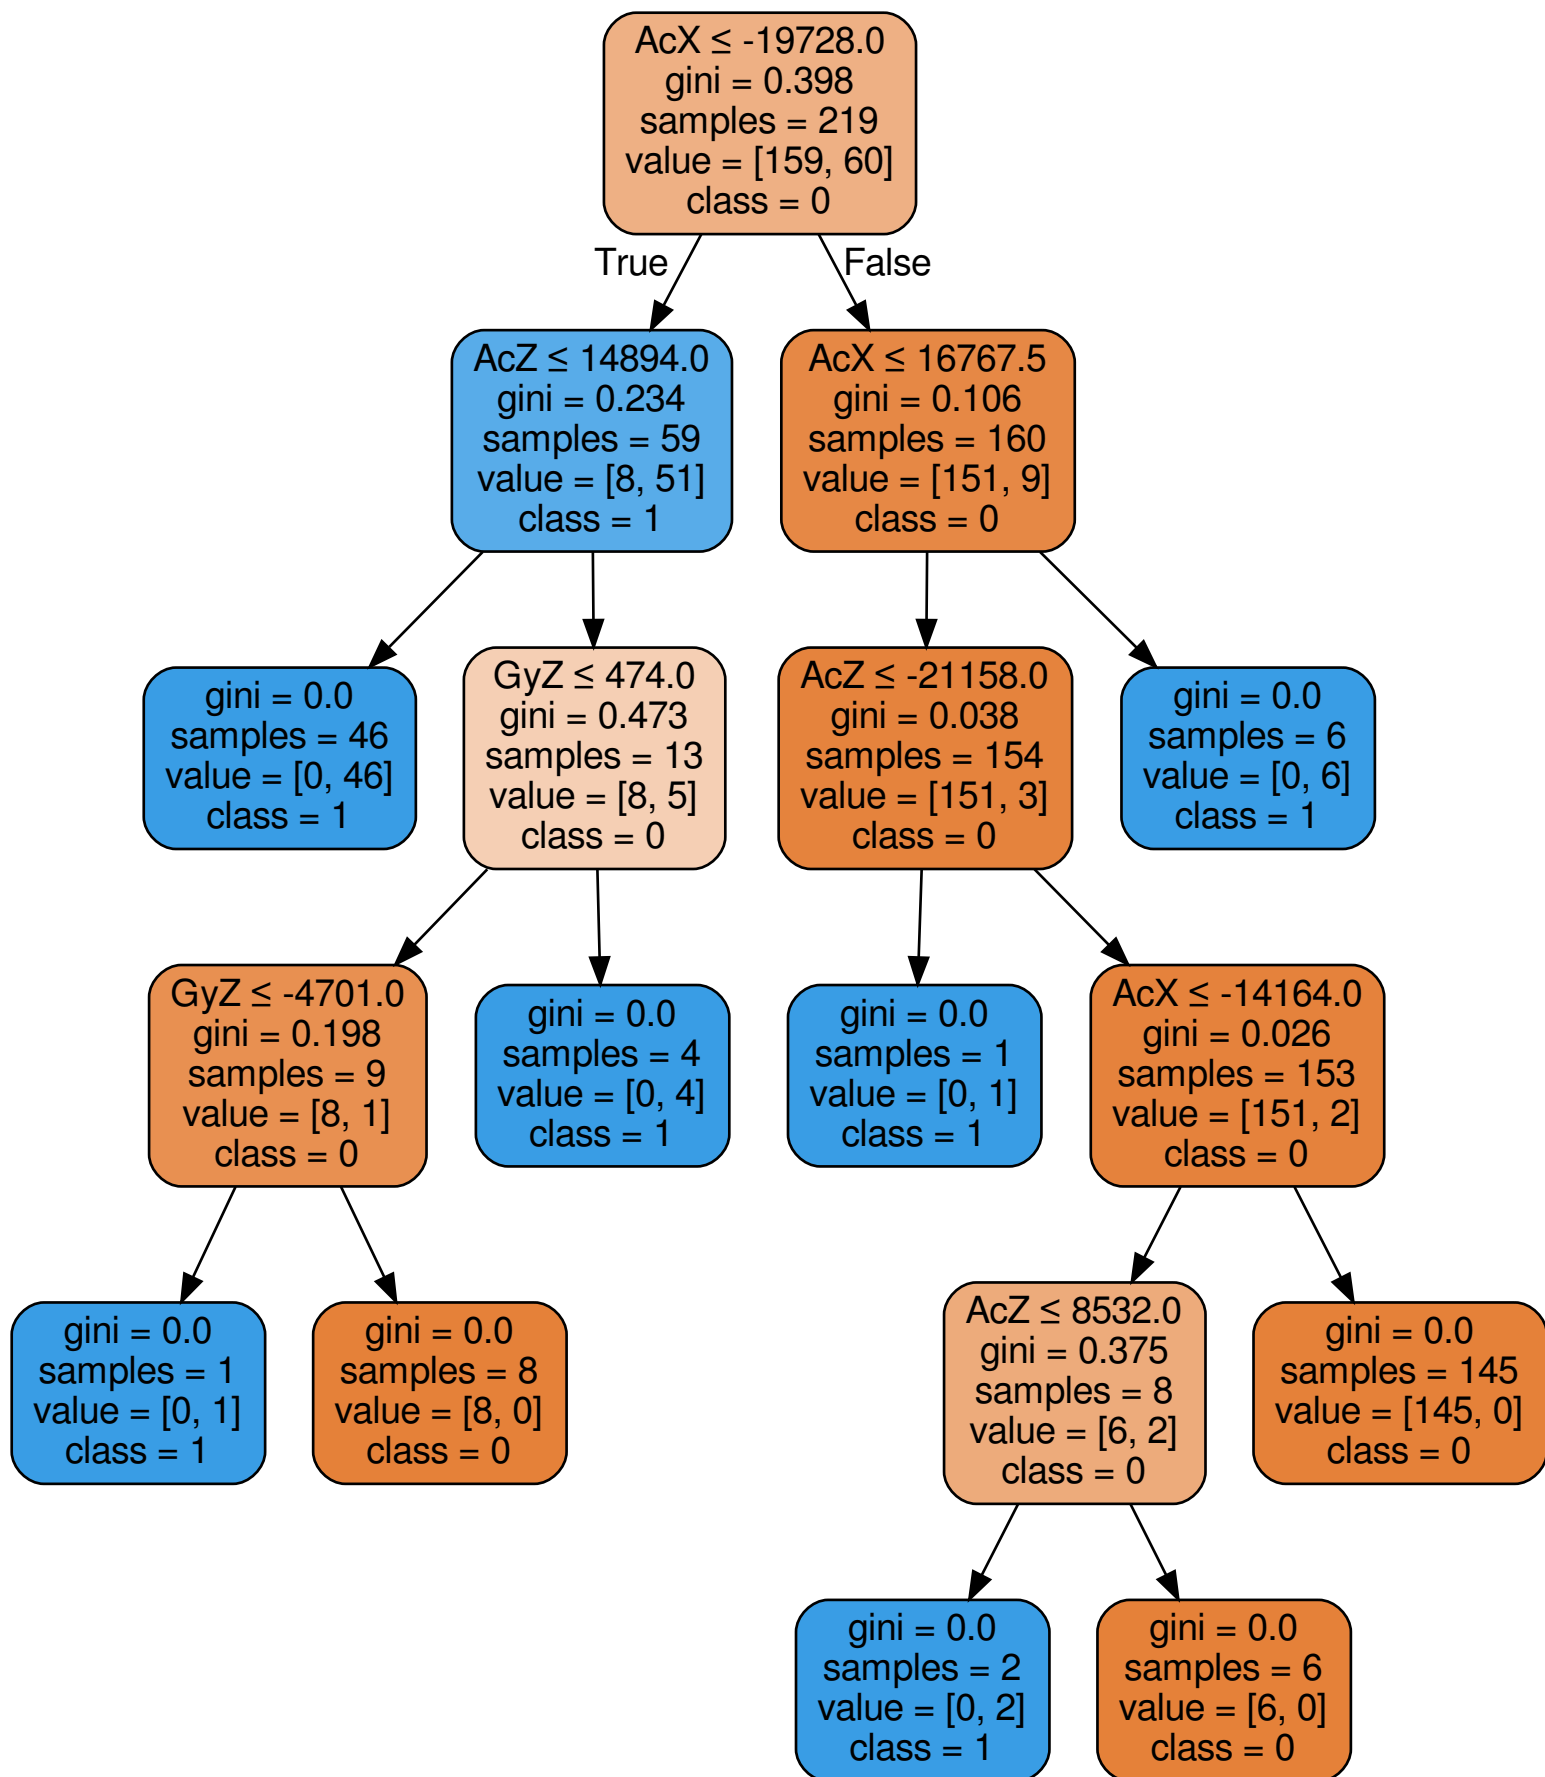 AcX ≤ -19728.0
gini = 0.398
samples = 219
value = [159, 60]
class = 0
True
False
AcZ ≤ 14894.0
gini = 0.234
samples = 59
value = [8, 51]
class = 1
AcX ≤ 16767.5
gini = 0.106
samples = 160
value = [151, 9]
class = 0
gini = 0.0
samples = 46
value = [0, 46]
class = 1
GyZ ≤ 474.0
gini = 0.473
samples = 13
value = [8, 5]
class = 0
AcZ ≤ -21158.0
gini = 0.038
samples = 154
value = [151, 3]
class = 0
gini = 0.0
samples = 6
value = [0, 6]
class = 1
GyZ ≤ -4701.0
gini = 0.198
samples = 9
value = [8, 1]
class = 0
gini = 0.0
samples = 4
value = [0, 4]
class = 1
gini = 0.0
samples = 1
value = [0, 1]
class = 1
AcX ≤ -14164.0
gini = 0.026
samples = 153
value = [151, 2]
class = 0
gini = 0.0
samples = 1
value = [0, 1]
class = 1
gini = 0.0
samples = 8
value = [8, 0]
class = 0
AcZ ≤ 8532.0
gini = 0.375
samples = 8
value = [6, 2]
class = 0
gini = 0.0
samples = 145
value = [145, 0]
class = 0
gini = 0.0
samples = 2
value = [0, 2]
class = 1
gini = 0.0
samples = 6
value = [6, 0]
class = 0